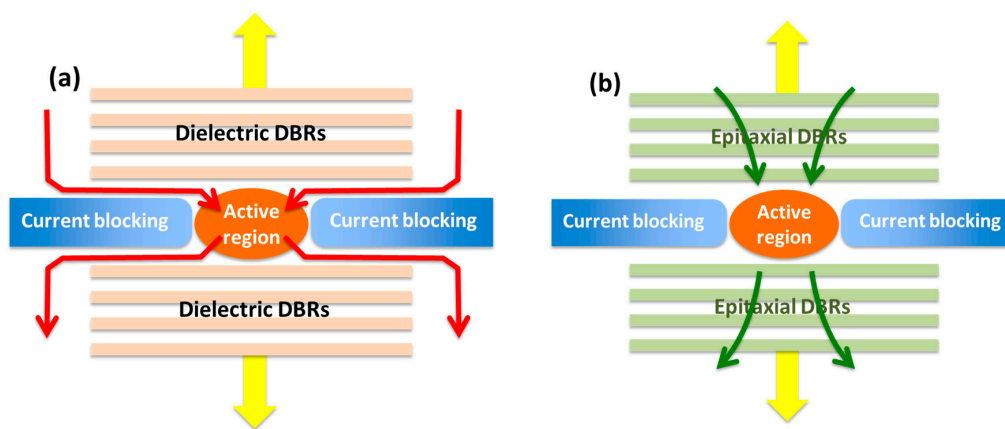 (a)
Dielectric DBRs
Current blocking
Active
region
Current blocking
Dielectric DBRs
(b)
Epitaxial DBRs
Current blocking
Active
region
Current blocking
Epitaxial DBRs